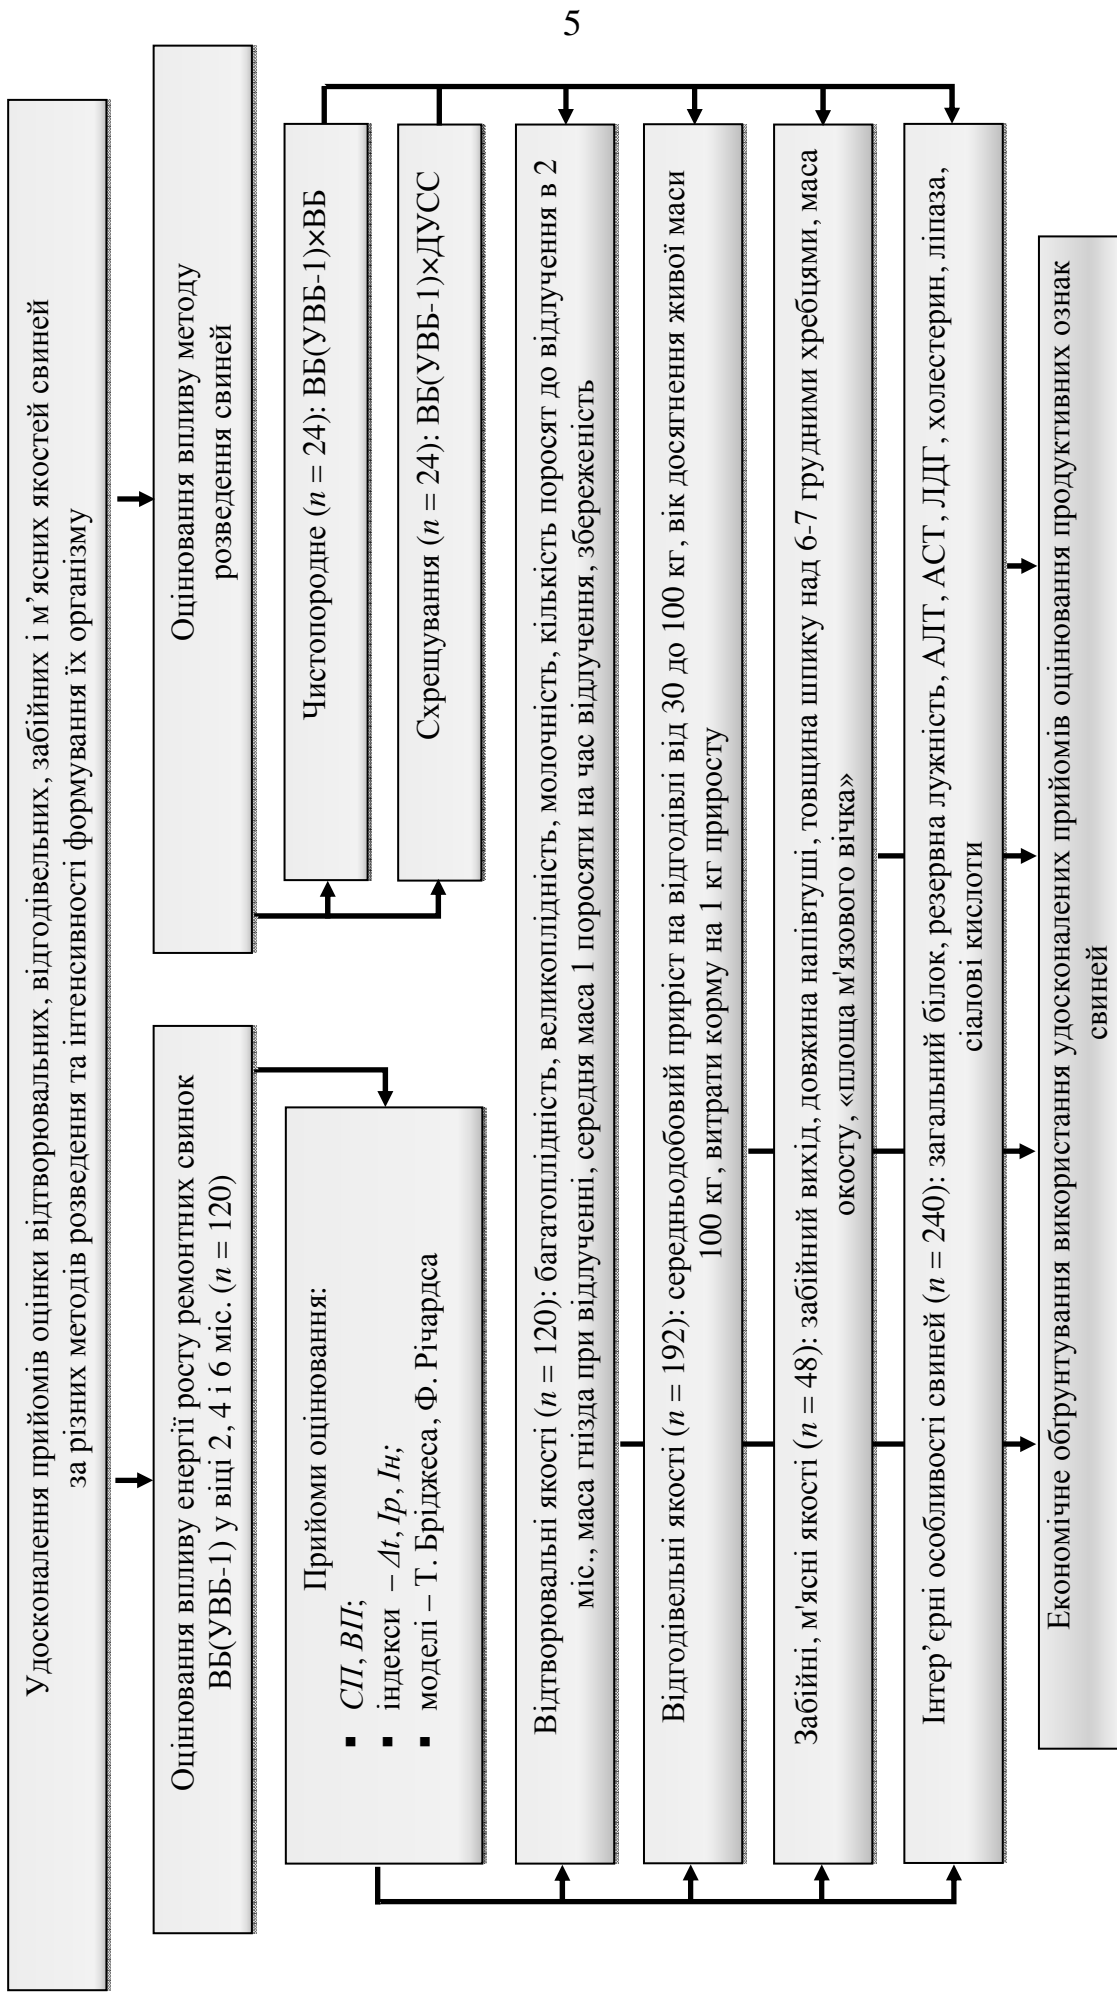 5
Удосконалення прийомів оцінки відтворювальних, відгодівельних, забійних і м’ясних якостей свиней
за різних методів розведення та інтенсивності формування їх організму
Оцінювання впливу енергії росту ремонтних свинок
ВБ(УВБ-1) у віці 2, 4 і 6 міс. (n = 120)
Оцінювання впливу методу
розведення свиней
Прийоми оцінювання:
▪ СП, ВП;
▪ індекси – Δt, Ір, Ін;
▪ моделі – Т. Бріджеса, Ф. Річардса
Чистопородне (n = 24): ВБ(УВБ-1)×ВБ
Схрещування (n = 24): ВБ(УВБ-1)×ДУСС
Відтворювальні якості (n = 120): багатоплідність, великоплідність, молочність, кількість поросят до відлучення в 2
міс., маса гнізда при відлученні, середня маса 1 поросяти на час відлучення, збереженість
Відгодівельні якості (n = 192): середньодобовий приріст на відгодівлі від 30 до 100 кг, вік досягнення живої маси
100 кг, витрати корму на 1 кг приросту
Забійні, м'ясні якості (n = 48): забійний вихід, довжина напівтуші, товщина шпику над 6-7 грудними хребцями, маса
окосту, «площа м'язового вічка»
Інтер’єрні особливості свиней (n = 240): загальний білок, резервна лужність, АЛТ, АСТ, ЛДГ, холестерин, ліпаза,
сіалові кислоти
Економічне обґрунтування використання удосконалених прийомів оцінювання продуктивних ознак
свиней